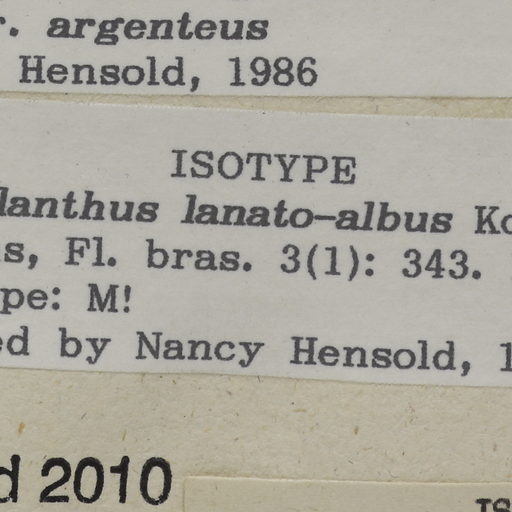 r. argenteus
Hensold, 1986
ISOTYPE
lanthus lanato-albus Ko
s, Fl. bras. 3(1): 343.
pe: M!
ed by Nancy Hensold, 1
d 2010
IS